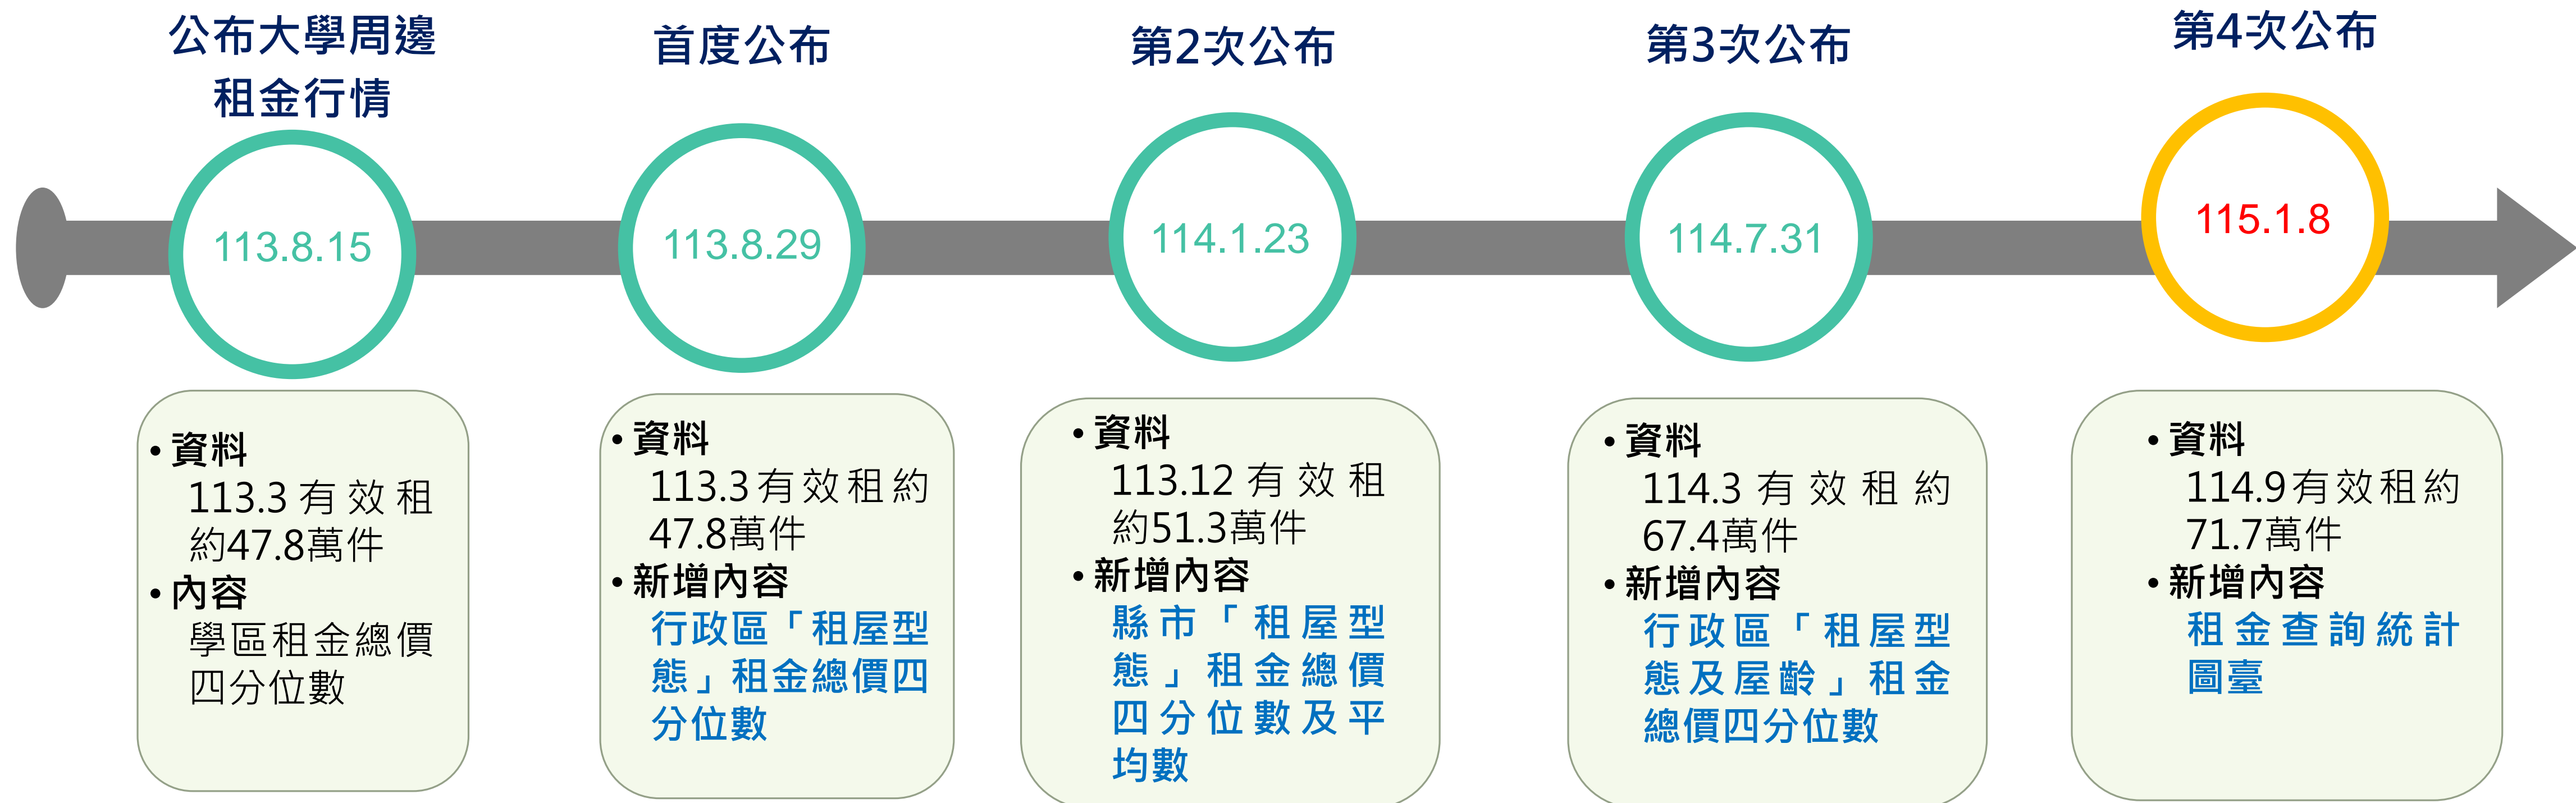 公布大學周邊
租金行情
113.8.15
• 資料
113.3有效租
約47.8萬件
• 內容
學區租金總價
四分位數
首度公布
113.8.29
• 資料
113.3有效租約
47.8萬件
• 新增內容
行政區「租屋型
態」租金總價四
分位數
第2次公布
114.1.23
• 資料
113.12有效租
約51.3萬件
• 新增內容
縣市「租屋型
態」租金總價
四分位數及平
均數
第3次公布
114.7.31
• 資料
114.3有效租約
67.4萬件
• 新增內容
行政區「租屋型
態及屋齡」租金
總價四分位數
第4次公布
115.1.8
• 資料
114.9有效租約
71.7萬件
• 新增內容
租金查詢統計
圖臺